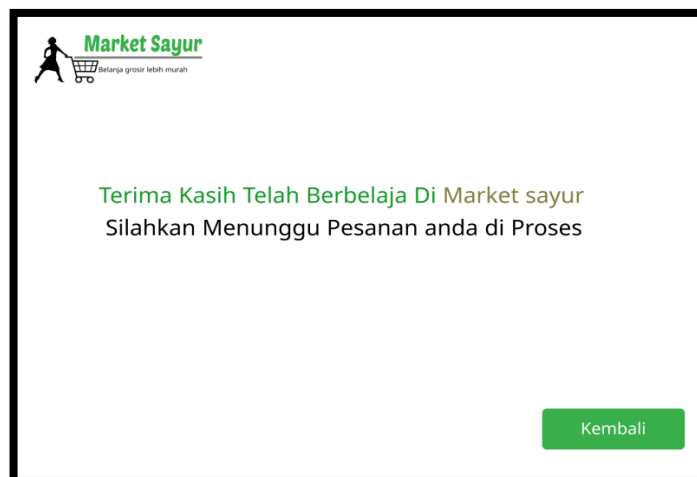 Market Sayur
Belanja grosir lebih murah
Terima Kasih Telah Berbelaja Di Market sayur
Silahkan Menunggu Pesanan anda di Proses
Kembali